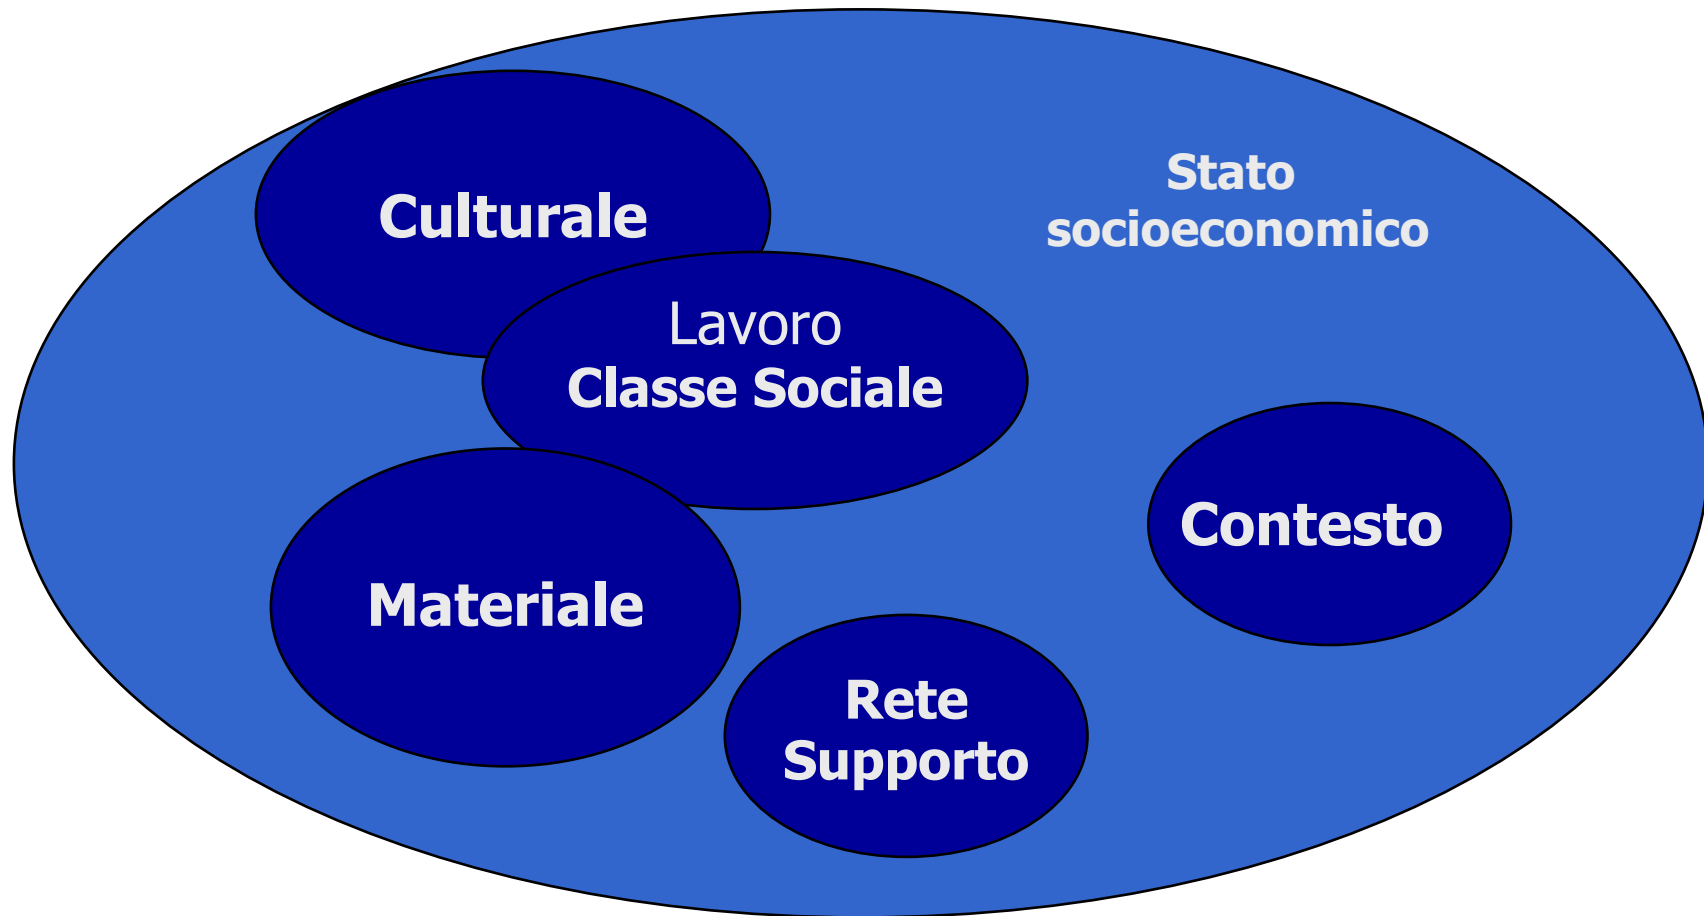 Culturale
Stato
socioeconomico
Lavoro
Classe Sociale
Contesto
Materiale
Rete
Supporto